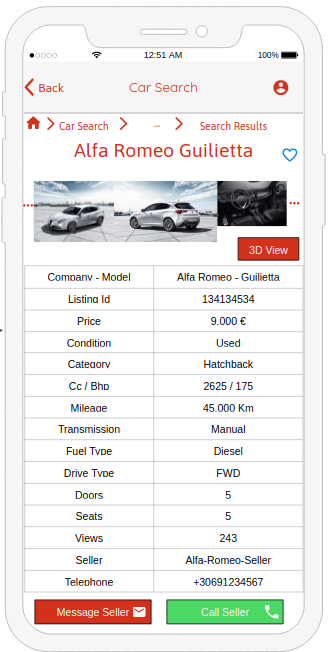 12:51 AM 100%
Back Car Search
Car Search ... Search Results
Alfa Romeo Guilietta
3D View
Company - Model Alfa Romeo - Guilietta
Listing Id 134134534
Price 9.000 €
Condition Used
Category Hatchback
Cc / Bhp 2625 / 175
Mileage 45.000 Km
Transmission Manual
Fuel Type Diesel
Drive Type FWD
Doors 5
Seats 5
Views 243
Seller Alfa-Romeo-Seller
Telephone +30691234567
Message Seller Call Seller